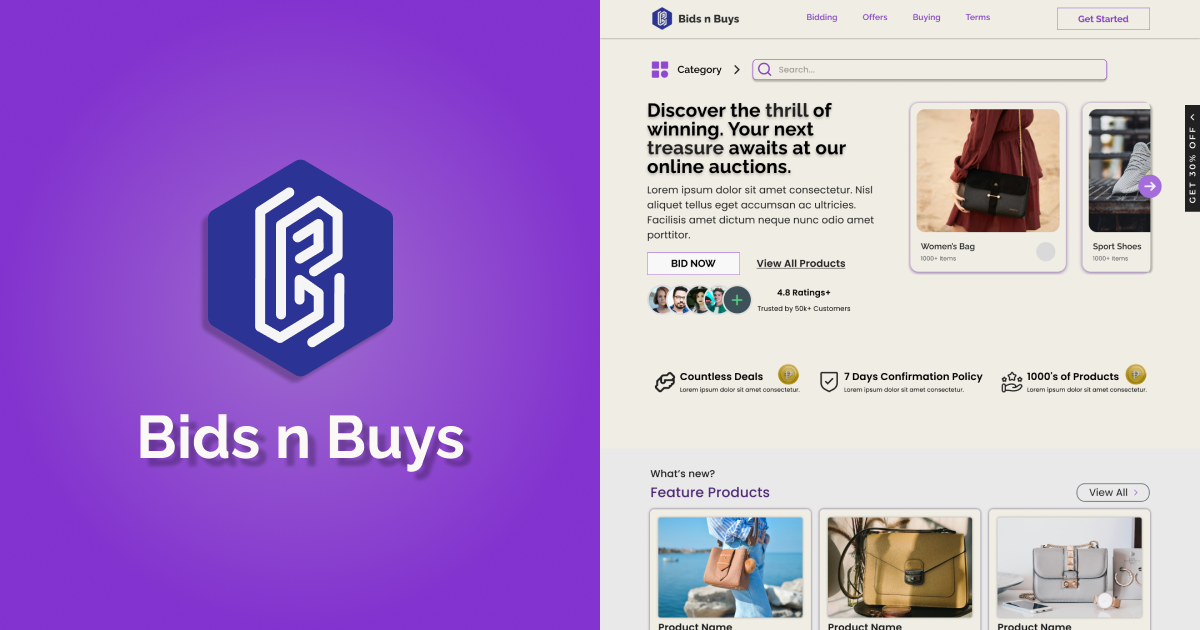 Bids n Buys
Bids n Buys
Bidding
Offers
Buying
Terms
Get Started
Category
Search...
Discover the thrill of
winning. Your next
treasure awaits at our
online auctions.
Lorem ipsum dolor sit amet consectetur. Nisl
aliquet tellus eget accumsan ac ultricies.
Facilisis amet dictum neque nunc odio amet
porttitor.
BID NOW
View All Products
4.8 Ratings+
Trusted by 50k+ Customers
Women's Bag
1000+ Items
Sport Shoes
1000+ Items
GET 30% OFF
Countless Deals
Lorem ipsum dolor sit amet consectetur.
7 Days Confirmation Policy
Lorem ipsum dolor sit amet consectetur.
1000's of Products
Lorem ipsum dolor sit amet consectetur.
What's new?
Feature Products
View All
Product Name
Product Name
Product Name